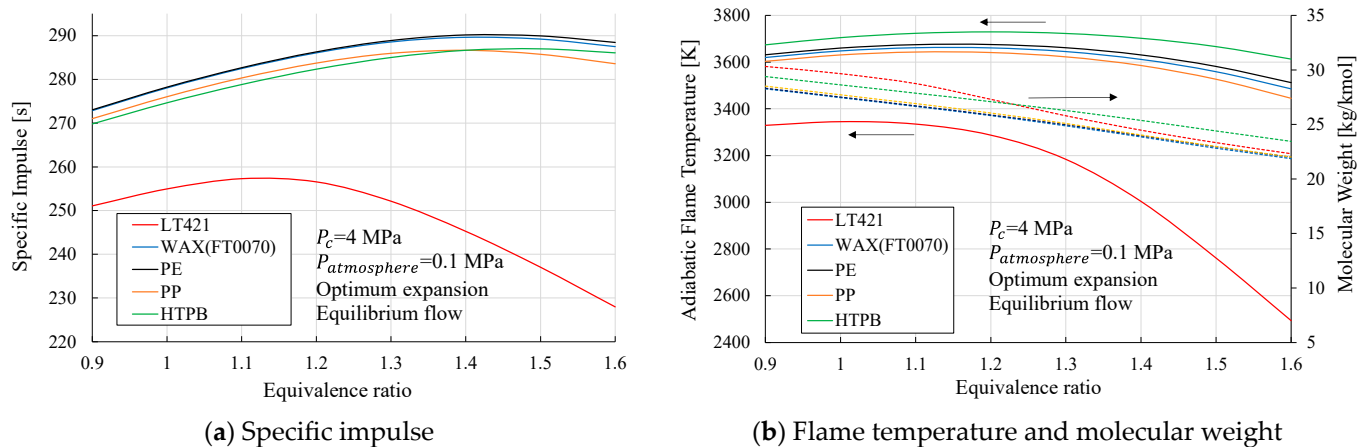 Specific Impulse [s]
290
280
270
260
250
240
230
220
LT421
WAX(FT0070)
PE
PP
HTPB
P_c=4 MPa
P_atmosphere=0.1 MPa
Optimum expansion
Equilibrium flow
0.9 1 1.1 1.2 1.3 1.4 1.5 1.6
Equivalence ratio
(a) Specific impulse
Adiabatic Flame Temperature [K]
3800
3600
3400
3200
3000
2800
2600
2400
LT421
WAX(FT0070)
PE
PP
HTPB
P_c=4 MPa
P_atmosphere=0.1 MPa
Optimum expansion
Equilibrium flow
35
30
25
20
15
10
5
Molecular Weight [kg/kmol]
0.9 1 1.1 1.2 1.3 1.4 1.5 1.6
Equivalence ratio
(b) Flame temperature and molecular weight